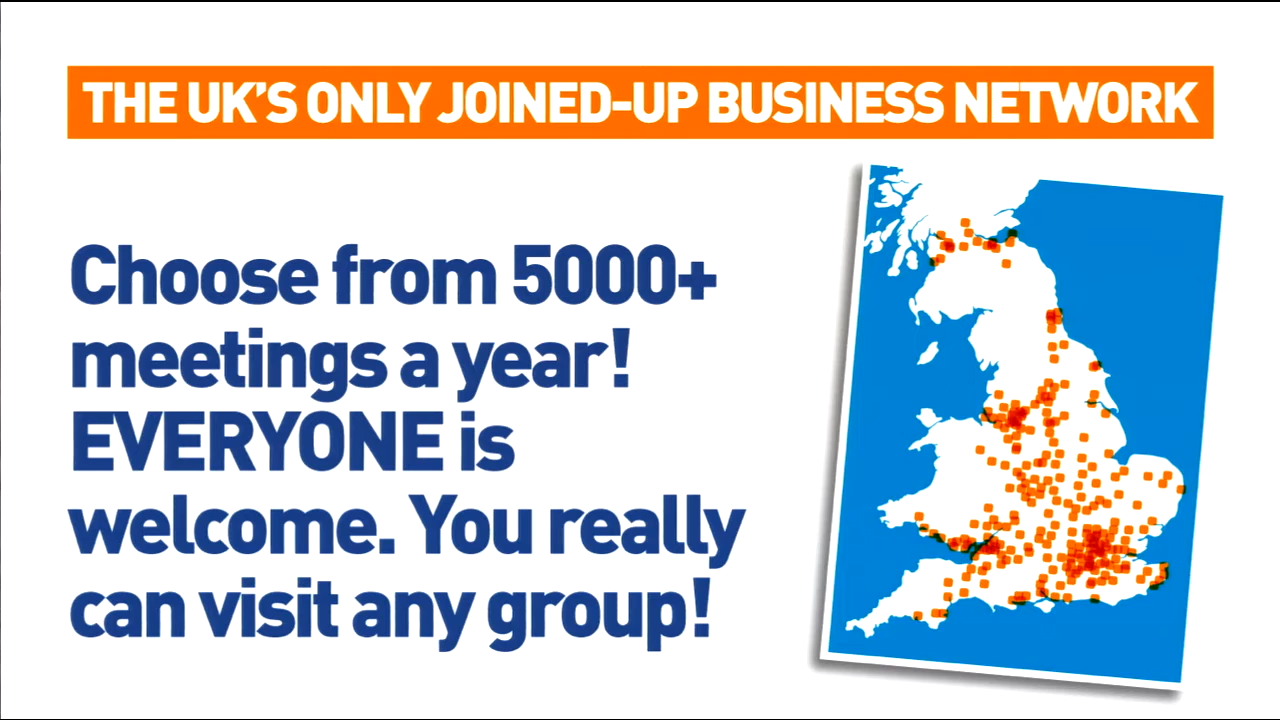 THE UK'S ONLY JOINED-UP BUSINESS NETWORK
Choose from 5000+
meetings a year!
EVERYONE is
welcome. You really
can visit any group!